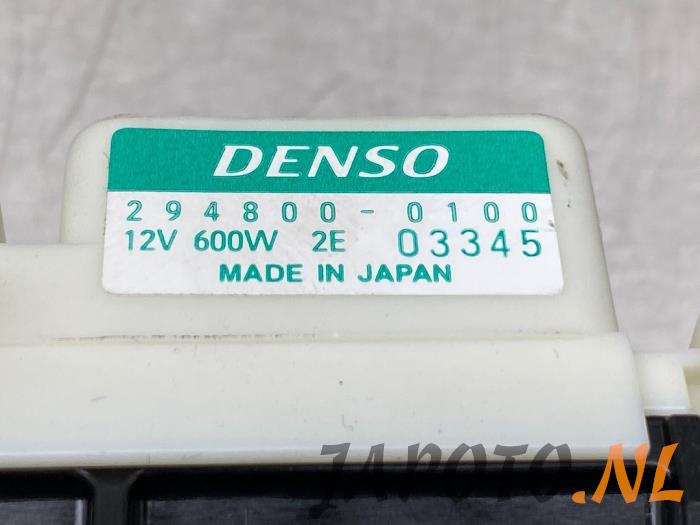 DENSO
294800-0100
12V 600W 2E 03345
MADE IN JAPAN
JAPOTO.NL